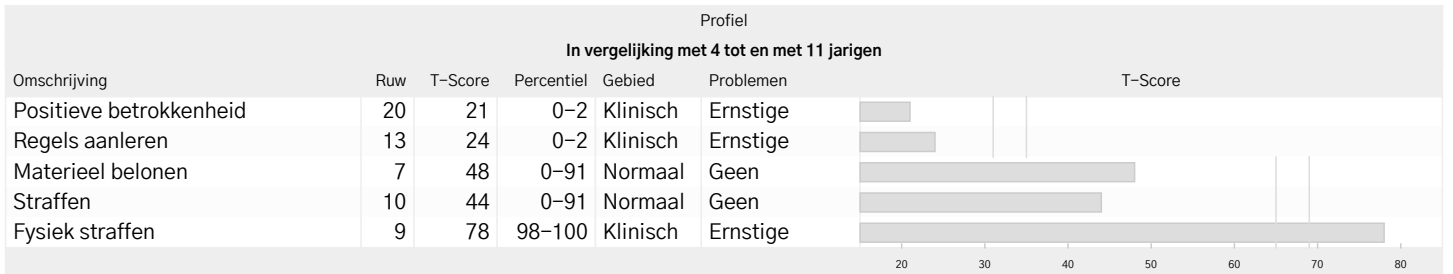 Profiel
In vergelijking met 4 tot en met 11 jarigen
Omschrijving Ruw T-Score Percentiel Gebied Problemen T-Score
Positieve betrokkenheid 20 21 0-2 Klinisch Ernstige
Regels aanleren 13 24 0-2 Klinisch Ernstige
Materieel belonen 7 48 0-91 Normaal Geen
Straffen 10 44 0-91 Normaal Geen
Fysiek straffen 9 78 98-100 Klinisch Ernstige
20 30 40 50 60 70 80